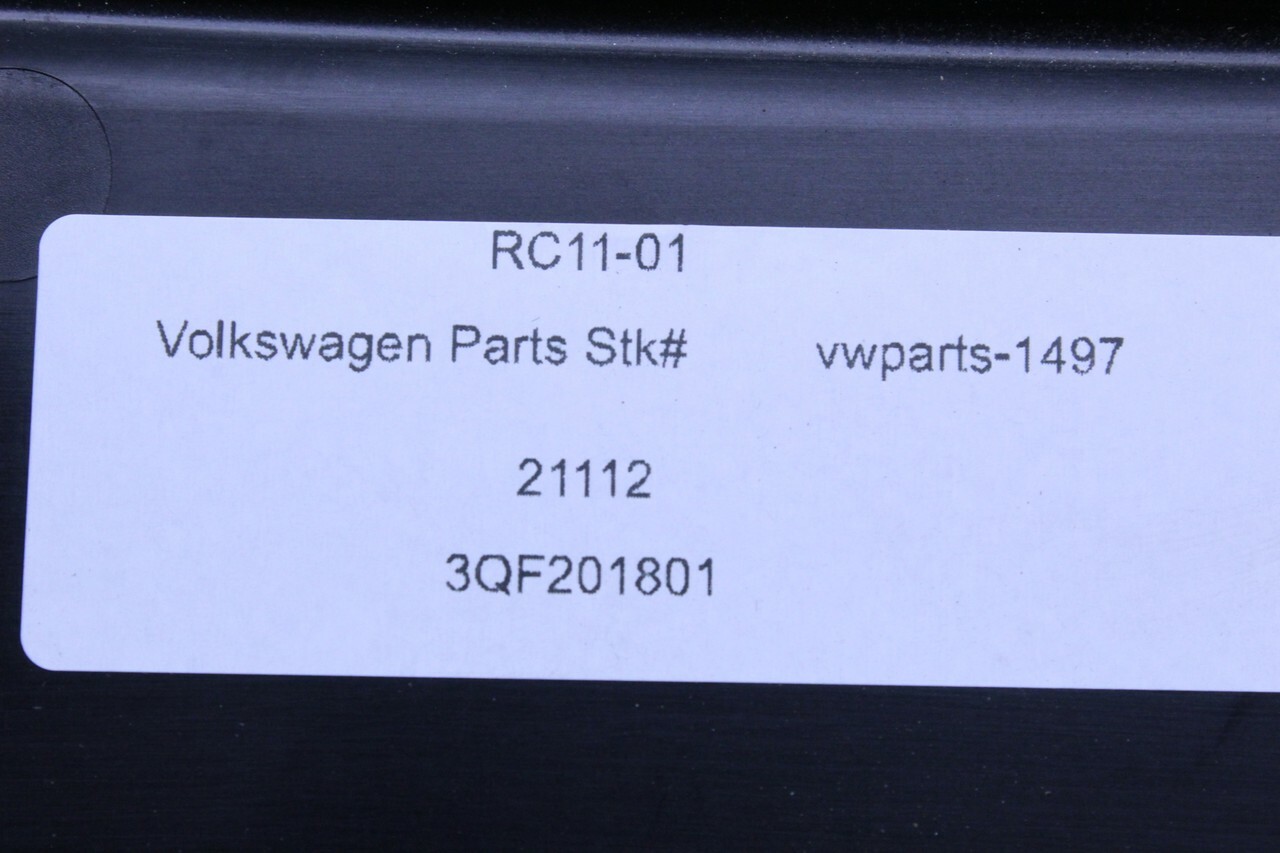 RC11-01
Volkswagen Parts Stk# vwparts-1497
21112
3QF201801